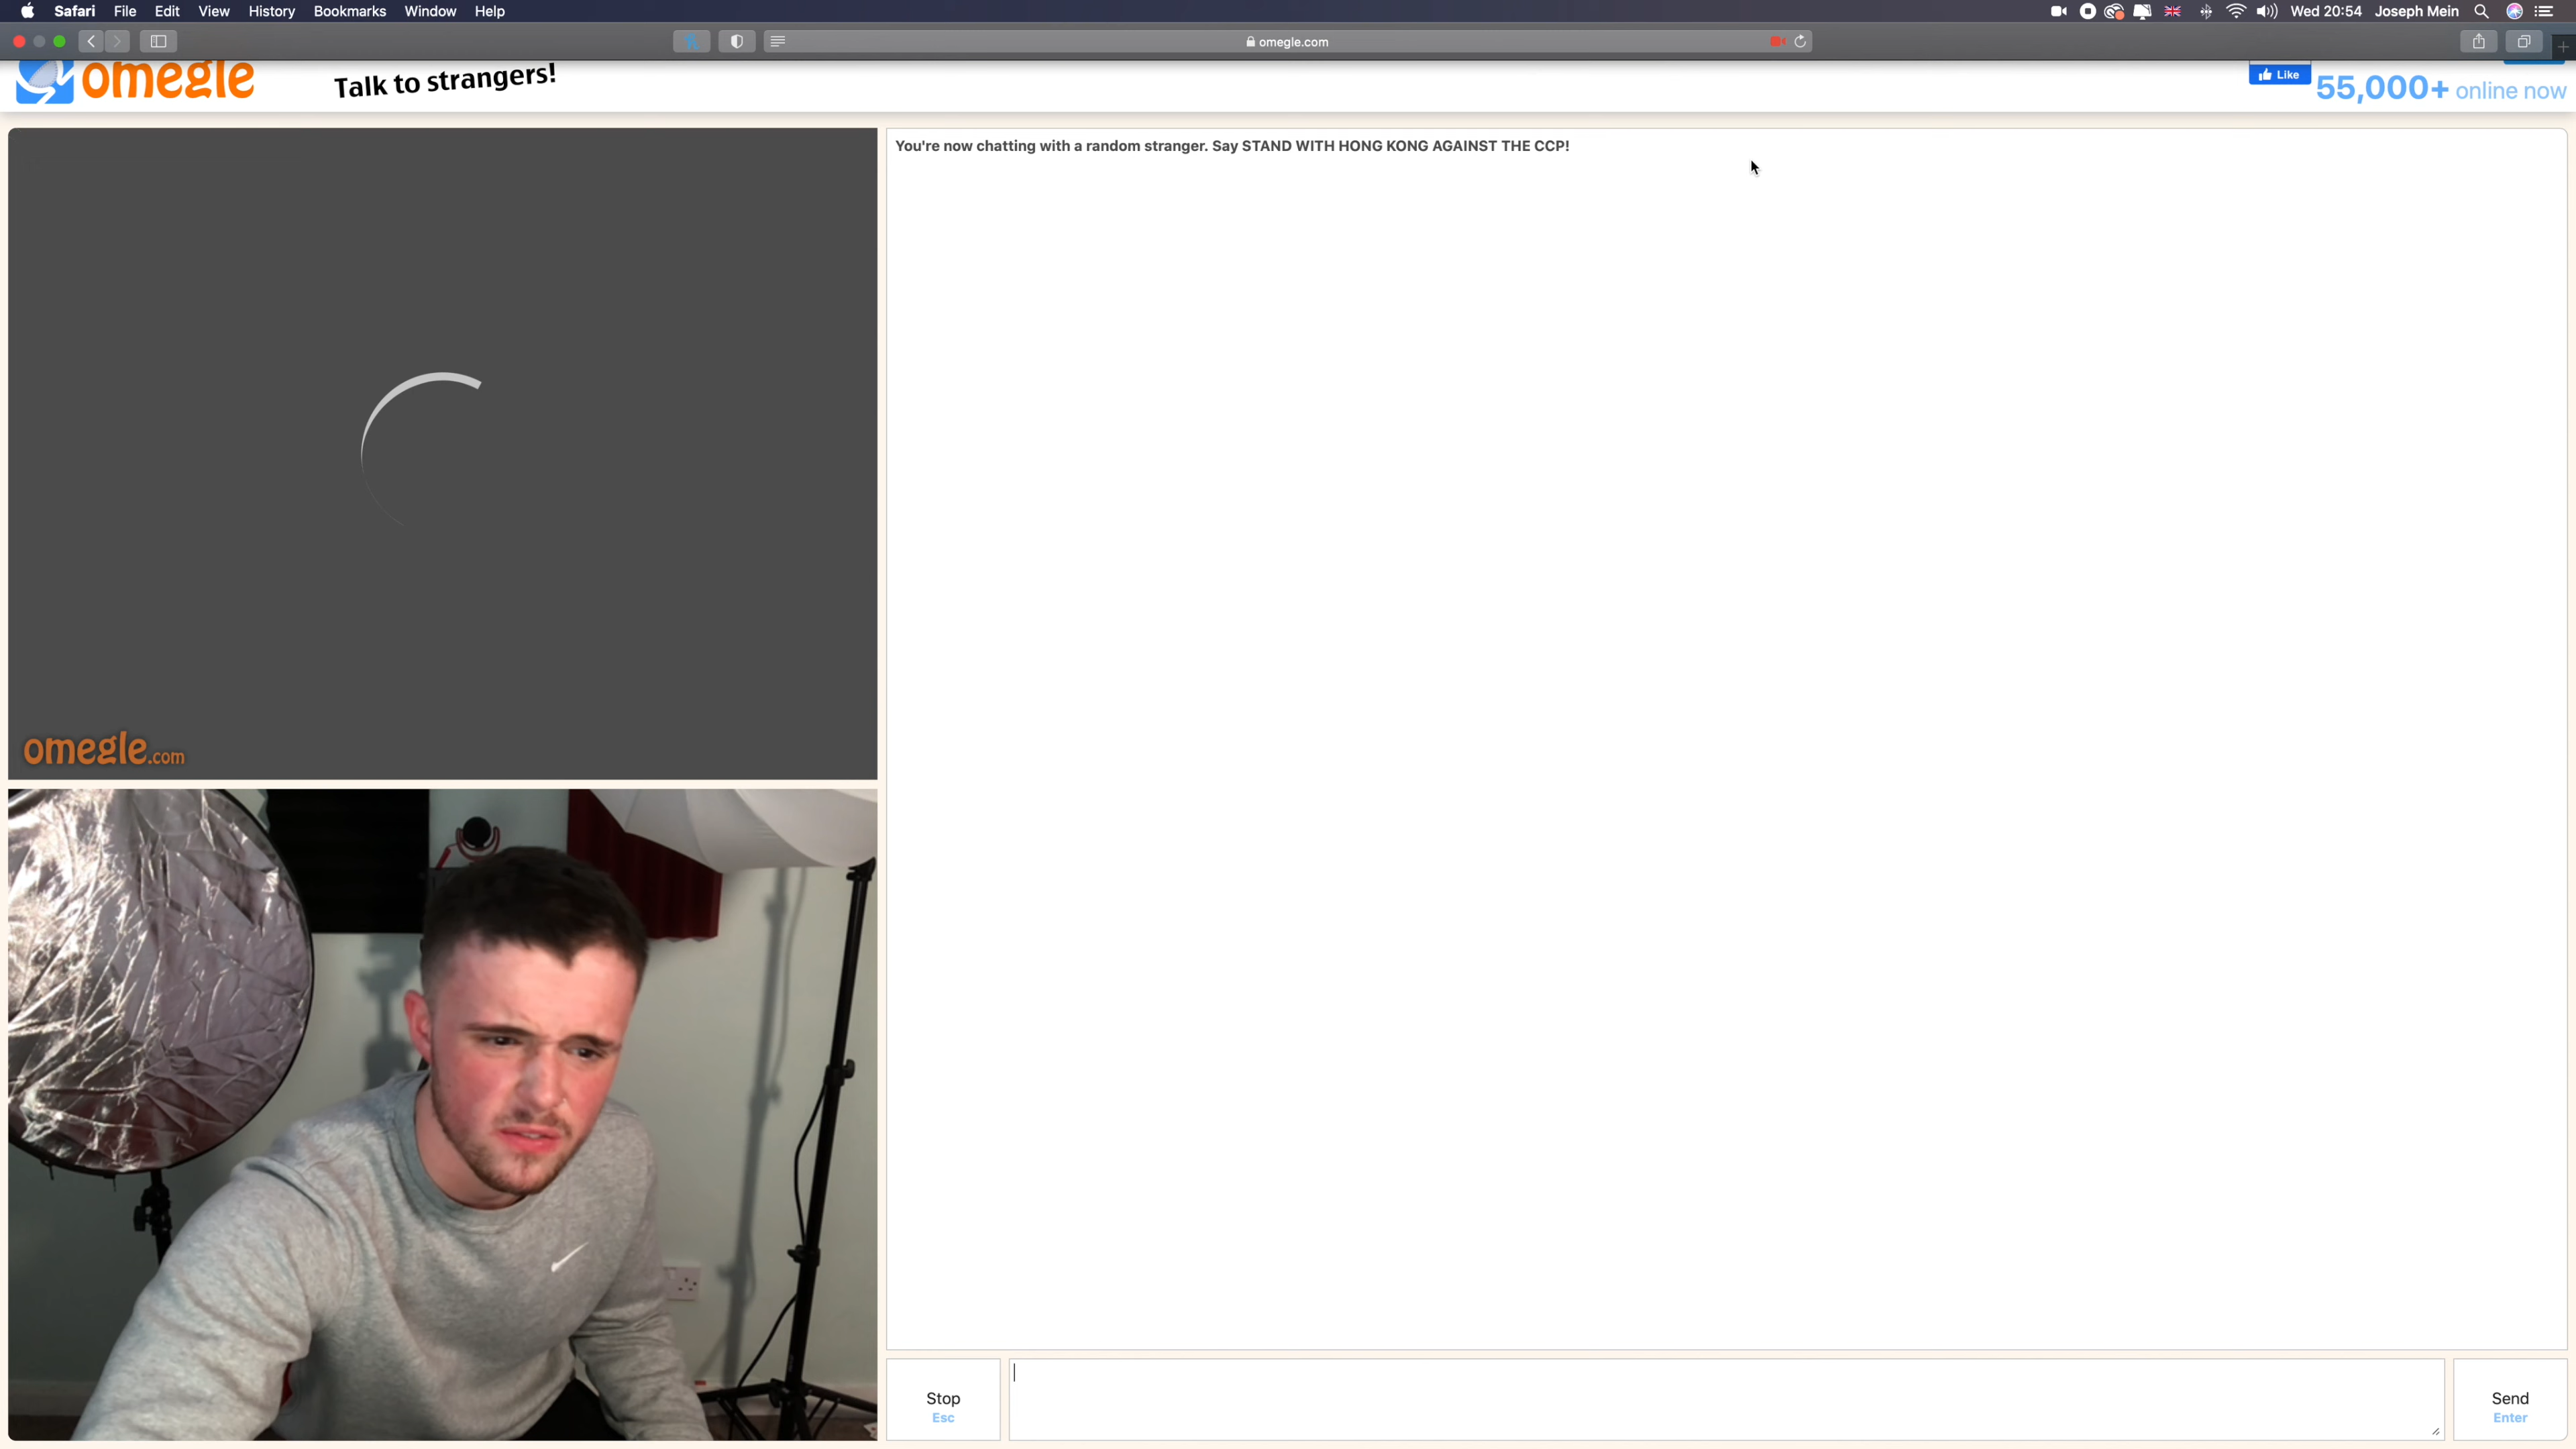 Safari File Edit View History Bookmarks Window Help Wed 20:54 Joseph Mein
omegle.com
omegle Talk to strangers! Like 55,000+ online now
You're now chatting with a random stranger. Say STAND WITH HONG KONG AGAINST THE CCP!
omegle.com
Stop
Esc
Send
Enter